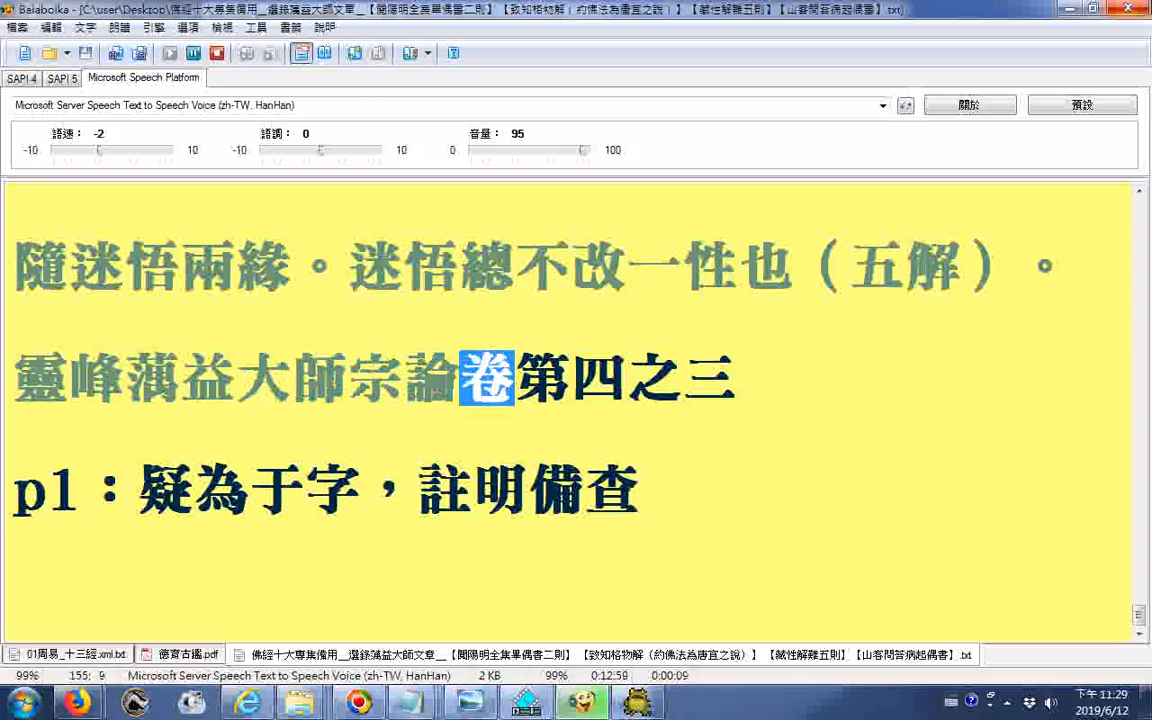 Balabolka - [C:\user\Desktop\佛經十大專集備用__選錄蕅益大師文章__【閱陽明全集畢偶書二則】【致知格物解﹝約佛法為唐宜之說﹞】【緘性解難五則】【山客問答病起偶書】.txt]
檔案 編輯 文字 朗讀 引擎 選項 檢視 工具 書籤 說明
SAPI 4 SAPI 5 Microsoft Speech Platform
Microsoft Server Speech Text to Speech Voice (zh-TW, HanHan) 關於 預設
語速： -2 語調： 0 音量： 95
-10 10 -10 10 0 100
隨迷悟兩緣。迷悟總不改一性也（五解）。
靈峰蕅益大師宗論卷第四之三
p1：疑為于字，註明備查
01周易_十三經.xml.txt 德育古鑑.pdf 佛經十大專集備用__選錄蕅益大師文章__【閱陽明全集畢偶書二則】【致知格物解（約佛法為唐宜之說）】【緘性解難五則】【山客問答病起偶書】.txt
99% 155: 9 Microsoft Server Speech Text to Speech Voice (zh-TW, HanHan) 2 KB 99% 0:12:59 0:00:09
下午 11:29
2019/6/12